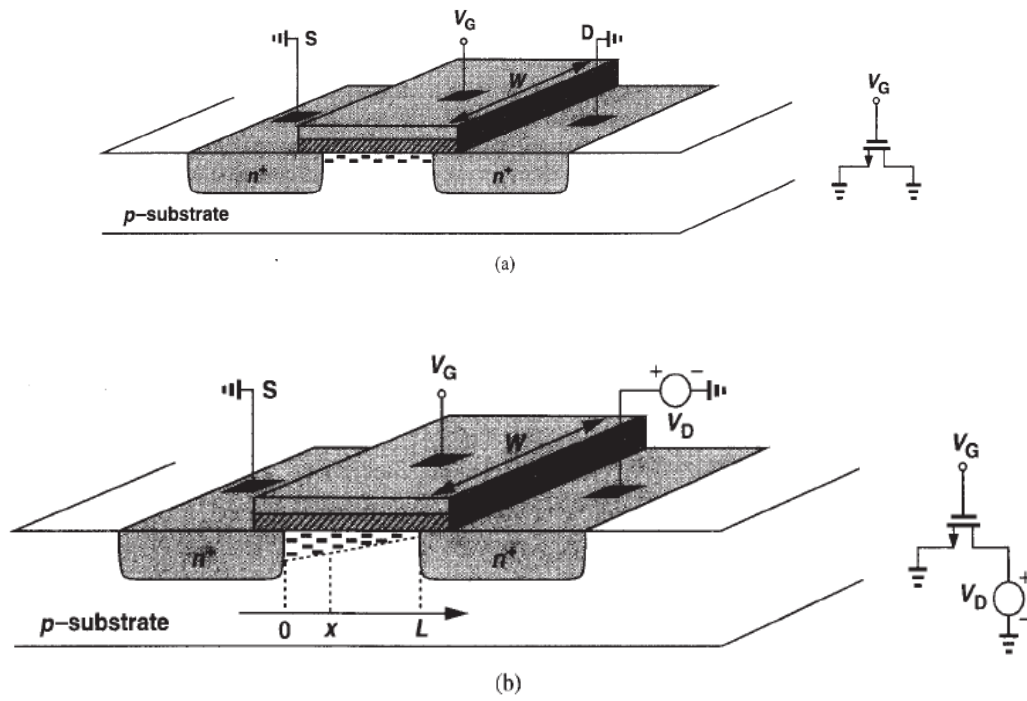 V_G
S
D
W
V_G
n⁺
n⁺
p–substrate
(a)
V_G
S
+ –
V_D
W
V_G
n⁺
n⁺
V_D
+
–
p–substrate
0 x L
(b)